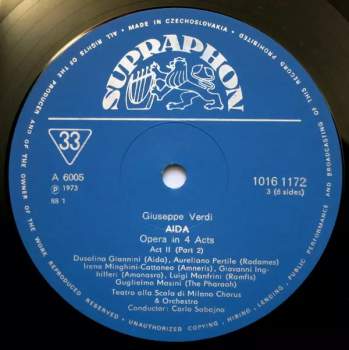 • MADE IN CZECHOSLOVAKIA •
ALL RIGHTS OF THE PRODUCER AND OF THE OWNER OF THE WORK REPRODUCED RESERVED
UNAUTHORIZED COPYING, HIRING, LENDING, PUBLIC PERFORMANCE AND BROADCASTING OF THIS RECORD PROHIBITED
SUPRAPHON
33
A 6005
℗ 1973
1016 1172
3 (6 sides)
Giuseppe Verdi
AIDA
Opera in 4 Acts
Act II (Part 2)
Dusolina Giannini (Aida), Aureliano Pertile (Radames)
Irene Minghini-Cattaneo (Amneris), Giovanni Ing-
hilleri (Amonasro), Luigi Manfrini (Ramfis)
Guglielmo Masini (The Pharaoh)
Teatro alla Scala di Milano Chorus
& Orchestra
Conductor: Carlo Sabajno